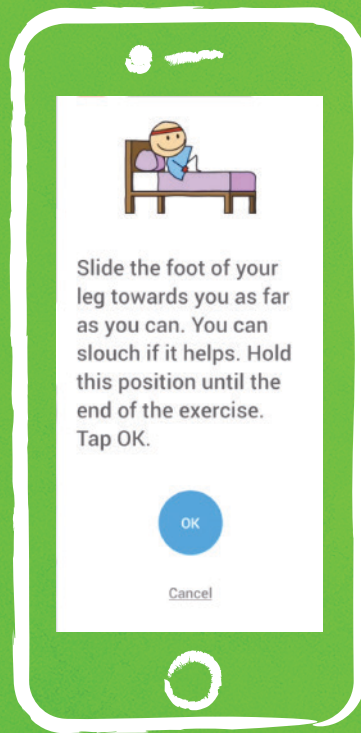 Slide the foot of your
leg towards you as far
as you can. You can
slouch if it helps. Hold
this position until the
end of the exercise.
Tap OK.
OK
Cancel